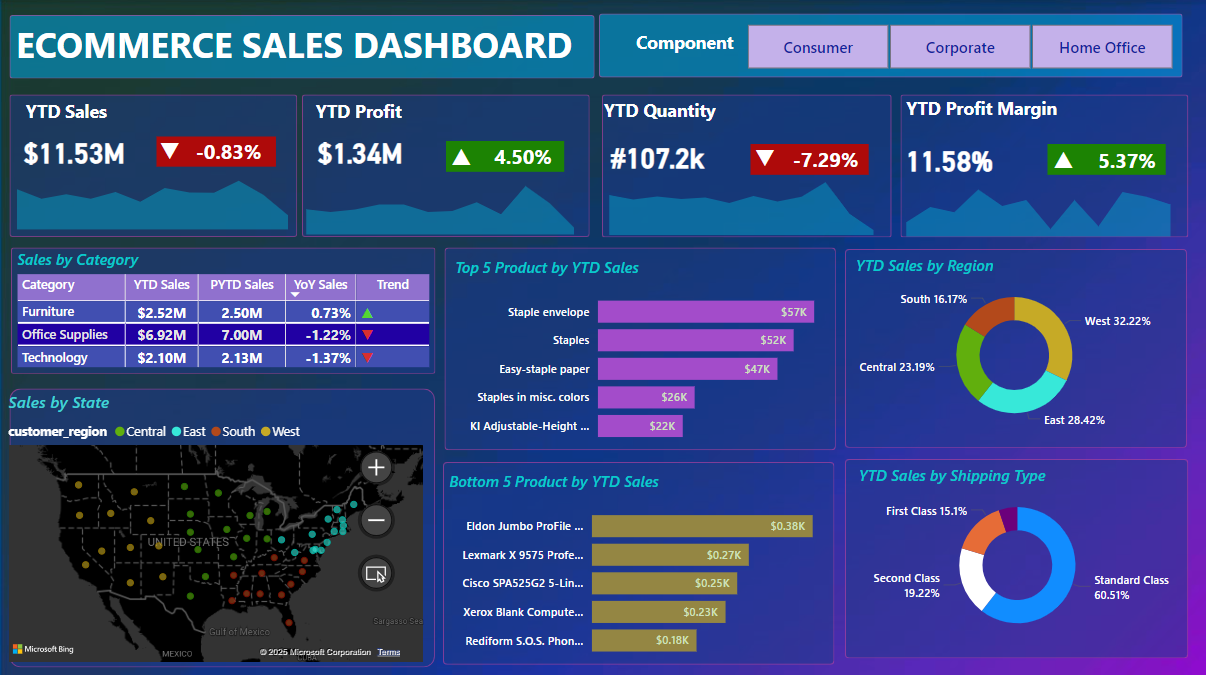 ECOMMERCE SALES DASHBOARD
Component
Consumer
Corporate
Home Office
YTD Sales
$11.53M
-0.83%
YTD Profit
$1.34M
4.50%
YTD Quantity
#107.2k
-7.29%
YTD Profit Margin
11.58%
5.37%
Sales by Category
Category YTD Sales PYTD Sales YoY Sales Trend
Furniture $2.52M 2.50M 0.73%
Office Supplies $6.92M 7.00M -1.22%
Technology $2.10M 2.13M -1.37%
Sales by State
customer_region Central East South West
UNITED STATES
Gulf of Mexico
Sargasso Sea
MEXICO
CUBA
Microsoft Bing
© 2025 Microsoft Corporation Terms
Top 5 Product by YTD Sales
Staple envelope $57K
Staples $52K
Easy-staple paper $47K
Staples in misc. colors $26K
KI Adjustable-Height ... $22K
Bottom 5 Product by YTD Sales
Eldon Jumbo ProFile ... $0.38K
Lexmark X 9575 Profe... $0.27K
Cisco SPA525G2 5-Lin... $0.25K
Xerox Blank Compute... $0.23K
Rediform S.O.S. Phon... $0.18K
YTD Sales by Region
South 16.17%
West 32.22%
Central 23.19%
East 28.42%
YTD Sales by Shipping Type
First Class 15.1%
Second Class
19.22%
Standard Class
60.51%